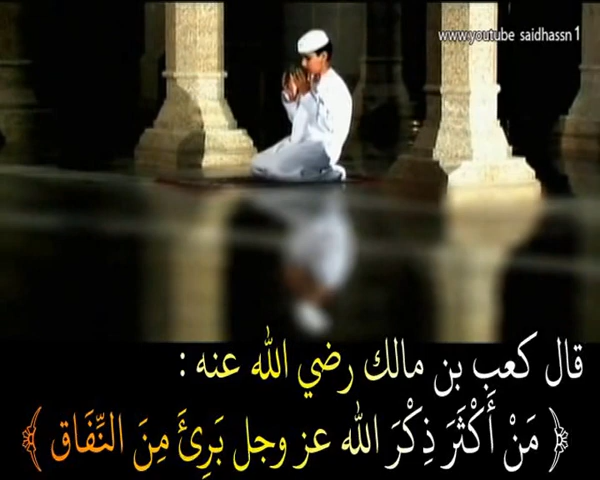 www.youtube saidhassn1
قال كعب بن مالك رضي الله عنه :
﴿ مَنْ أَكْثَرَ ذِكْرَ الله عز وجل بَرِئَ مِنَ النِّفَاق ﴾